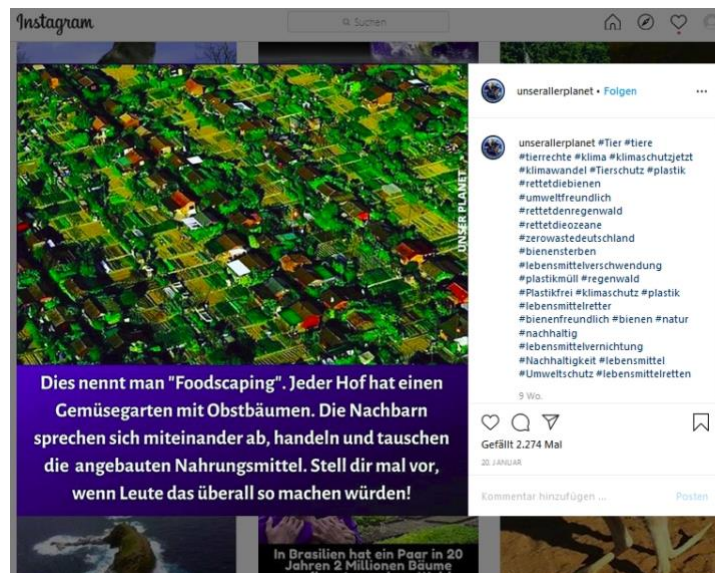 Instagram
Suchen
UNSER PLANET
Dies nennt man "Foodscaping". Jeder Hof hat einen
Gemüsegarten mit Obstbäumen. Die Nachbarn
sprechen sich miteinander ab, handeln und tauschen
die angebauten Nahrungsmittel. Stell dir mal vor,
wenn Leute das überall so machen würden!
unserallerplanet • Folgen
unserallerplanet #Tier #tiere
#tierrechte #klima #klimaschutzjetzt
#klimawandel #Tierschutz #plastik
#rettetdiebienen
#umweltfreundlich
#rettetdenregenwald
#rettetdieozeane
#zerowastedeutschland
#bienensterben
#lebensmittelverschwendung
#plastikmüll #regenwald
#Plastikfrei #klimaschutz #plastik
#lebensmittelretter
#bienenfreundlich #bienen #natur
#nachhaltig
#lebensmittelvernichtung
#Nachhaltigkeit #lebensmittel
#Umweltschutz #lebensmittelretten
9 Wo.
Gefällt 2.274 Mal
20. JANUAR
Kommentar hinzufügen ...
Posten
In Brasilien hat ein Paar in 20
Jahren 2 Millionen Bäume